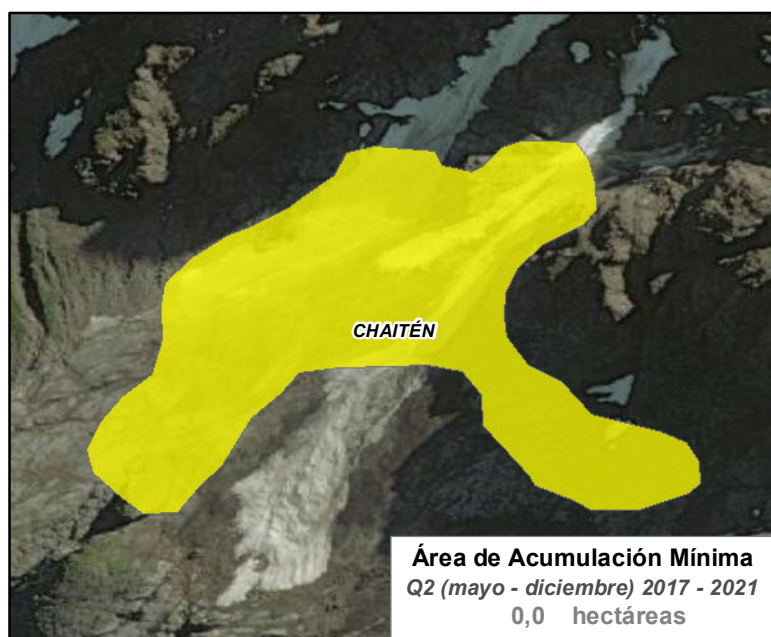 CHAITÉN
Área de Acumulación Mínima
Q2 (mayo - diciembre) 2017 - 2021
0,0 hectáreas